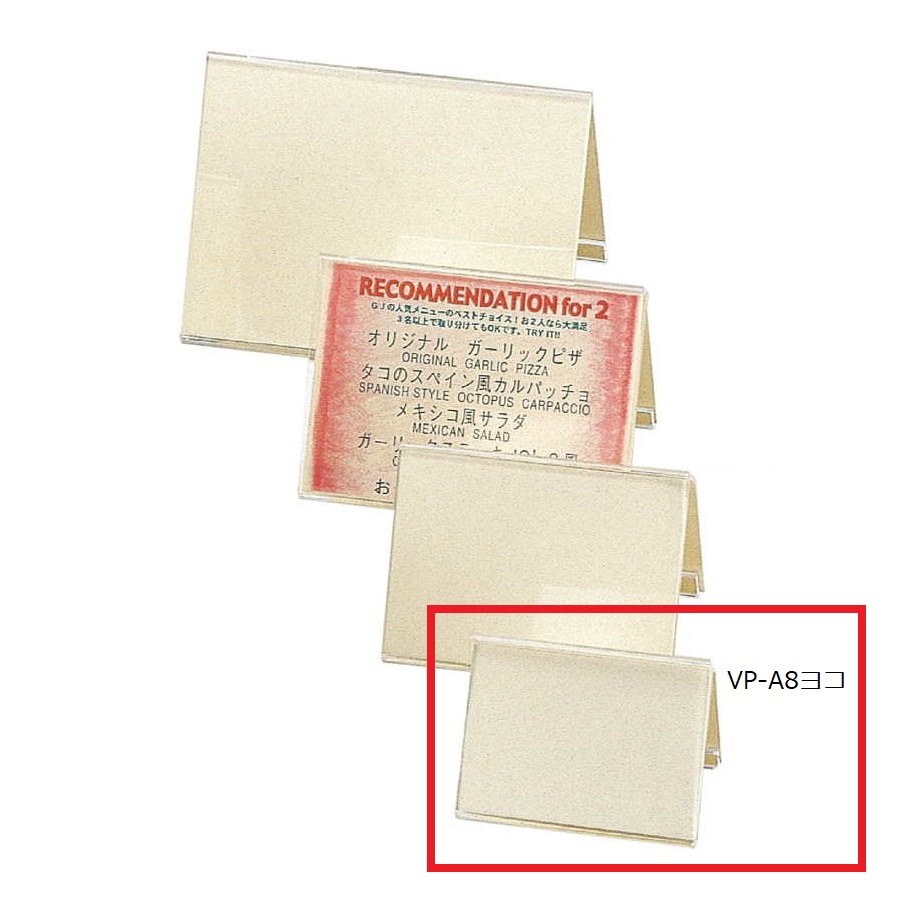 RECOMMENDATION for 2
GJの人気メニューのベストチョイス!お2人なら大満足
3名以上で取り分けてもOKです。TRY IT!!
オリジナル ガーリックピザ
ORIGINAL GARLIC PIZZA
タコのスペイン風カルパッチョ
SPANISH STYLE OCTOPUS CARPACCIO
メキシコ風サラダ
MEXICAN SALAD
お
VP-A8ヨコ